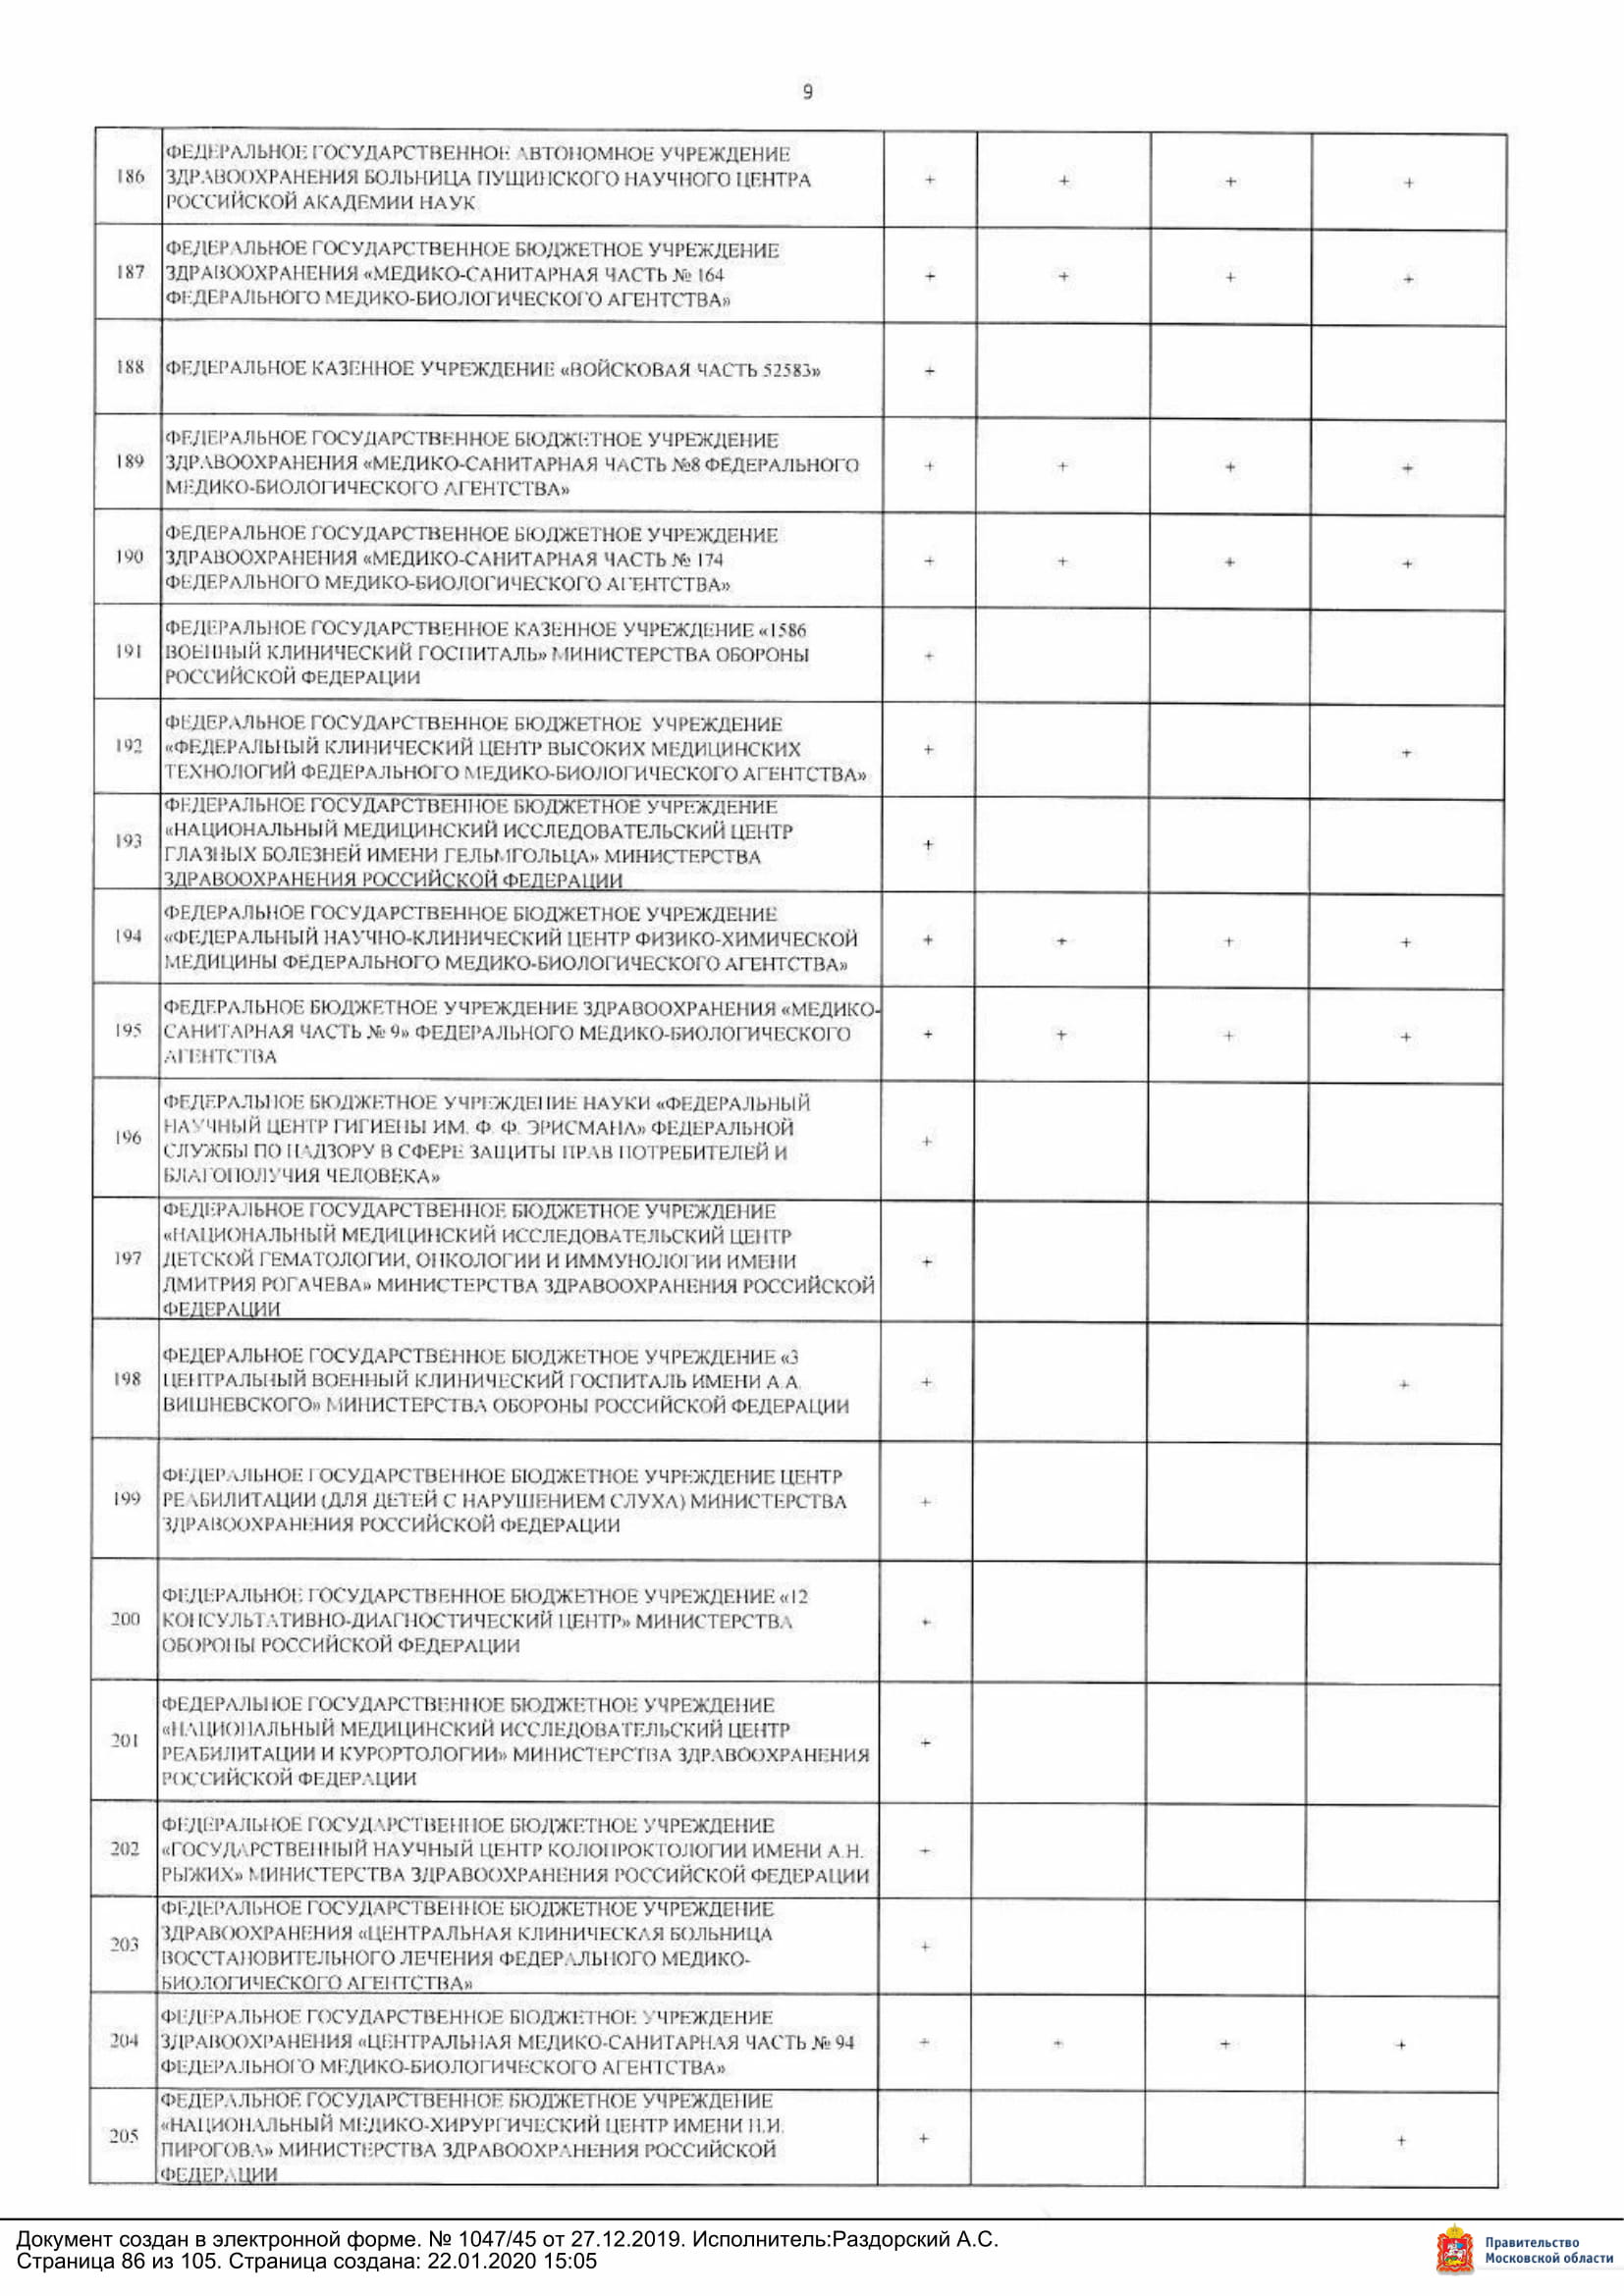 9
186
ФЕДЕРАЛЬНОЕ ГОСУДАРСТВЕННОЕ АВТОНОМНОЕ УЧРЕЖДЕНИЕ
ЗДРАВООХРАНЕНИЯ БОЛЬНИЦА ПУЩИНСКОГО НАУЧНОГО ЦЕНТРА
РОССИЙСКОЙ АКАДЕМИИ НАУК
+ + + +
187
ФЕДЕРАЛЬНОЕ ГОСУДАРСТВЕННОЕ БЮДЖЕТНОЕ УЧРЕЖДЕНИЕ
ЗДРАВООХРАНЕНИЯ «МЕДИКО-САНИТАРНАЯ ЧАСТЬ № 164
ФЕДЕРАЛЬНОГО МЕДИКО-БИОЛОГИЧЕСКОГО АГЕНТСТВА»
+ + + +
188
ФЕДЕРАЛЬНОЕ КАЗЕННОЕ УЧРЕЖДЕНИЕ «ВОЙСКОВАЯ ЧАСТЬ 52583»
+
189
ФЕДЕРАЛЬНОЕ ГОСУДАРСТВЕННОЕ БЮДЖЕТНОЕ УЧРЕЖДЕНИЕ
ЗДРАВООХРАНЕНИЯ «МЕДИКО-САНИТАРНАЯ ЧАСТЬ №8 ФЕДЕРАЛЬНОГО
МЕДИКО-БИОЛОГИЧЕСКОГО АГЕНТСТВА»
+ + + +
190
ФЕДЕРАЛЬНОЕ ГОСУДАРСТВЕННОЕ БЮДЖЕТНОЕ УЧРЕЖДЕНИЕ
ЗДРАВООХРАНЕНИЯ «МЕДИКО-САНИТАРНАЯ ЧАСТЬ № 174
ФЕДЕРАЛЬНОГО МЕДИКО-БИОЛОГИЧЕСКОГО АГЕНТСТВА»
+ + + +
191
ФЕДЕРАЛЬНОЕ ГОСУДАРСТВЕННОЕ КАЗЕННОЕ УЧРЕЖДЕНИЕ «1586
ВОЕННЫЙ КЛИНИЧЕСКИЙ ГОСПИТАЛЬ» МИНИСТЕРСТВА ОБОРОНЫ
РОССИЙСКОЙ ФЕДЕРАЦИИ
+
192
ФЕДЕРАЛЬНОЕ ГОСУДАРСТВЕННОЕ БЮДЖЕТНОЕ УЧРЕЖДЕНИЕ
«ФЕДЕРАЛЬНЫЙ КЛИНИЧЕСКИЙ ЦЕНТР ВЫСОКИХ МЕДИЦИНСКИХ
ТЕХНОЛОГИЙ ФЕДЕРАЛЬНОГО МЕДИКО-БИОЛОГИЧЕСКОГО АГЕНТСТВА»
+ +
193
ФЕДЕРАЛЬНОЕ ГОСУДАРСТВЕННОЕ БЮДЖЕТНОЕ УЧРЕЖДЕНИЕ
«НАЦИОНАЛЬНЫЙ МЕДИЦИНСКИЙ ИССЛЕДОВАТЕЛЬСКИЙ ЦЕНТР
ГЛАЗНЫХ БОЛЕЗНЕЙ ИМЕНИ ГЕЛЬМГОЛЬЦА» МИНИСТЕРСТВА
ЗДРАВООХРАНЕНИЯ РОССИЙСКОЙ ФЕДЕРАЦИИ
+
194
ФЕДЕРАЛЬНОЕ ГОСУДАРСТВЕННОЕ БЮДЖЕТНОЕ УЧРЕЖДЕНИЕ
«ФЕДЕРАЛЬНЫЙ НАУЧНО-КЛИНИЧЕСКИЙ ЦЕНТР ФИЗИКО-ХИМИЧЕСКОЙ
МЕДИЦИНЫ ФЕДЕРАЛЬНОГО МЕДИКО-БИОЛОГИЧЕСКОГО АГЕНТСТВА»
+ + + +
195
ФЕДЕРАЛЬНОЕ БЮДЖЕТНОЕ УЧРЕЖДЕНИЕ ЗДРАВООХРАНЕНИЯ «МЕДИКО-
САНИТАРНАЯ ЧАСТЬ № 9» ФЕДЕРАЛЬНОГО МЕДИКО-БИОЛОГИЧЕСКОГО
АГЕНТСТВА
+ + + +
196
ФЕДЕРАЛЬНОЕ БЮДЖЕТНОЕ УЧРЕЖДЕНИЕ НАУКИ «ФЕДЕРАЛЬНЫЙ
НАУЧНЫЙ ЦЕНТР ГИГИЕНЫ ИМ. Ф. Ф. ЭРИСМАНА» ФЕДЕРАЛЬНОЙ
СЛУЖБЫ ПО НАДЗОРУ В СФЕРЕ ЗАЩИТЫ ПРАВ ПОТРЕБИТЕЛЕЙ И
БЛАГОПОЛУЧИЯ ЧЕЛОВЕКА»
+
197
ФЕДЕРАЛЬНОЕ ГОСУДАРСТВЕННОЕ БЮДЖЕТНОЕ УЧРЕЖДЕНИЕ
«НАЦИОНАЛЬНЫЙ МЕДИЦИНСКИЙ ИССЛЕДОВАТЕЛЬСКИЙ ЦЕНТР
ДЕТСКОЙ ГЕМАТОЛОГИИ, ОНКОЛОГИИ И ИММУНОЛОГИИ ИМЕНИ
ДМИТРИЯ РОГАЧЕВА» МИНИСТЕРСТВА ЗДРАВООХРАНЕНИЯ РОССИЙСКОЙ
ФЕДЕРАЦИИ
+
198
ФЕДЕРАЛЬНОЕ ГОСУДАРСТВЕННОЕ БЮДЖЕТНОЕ УЧРЕЖДЕНИЕ «3
ЦЕНТРАЛЬНЫЙ ВОЕННЫЙ КЛИНИЧЕСКИЙ ГОСПИТАЛЬ ИМЕНИ А.А.
ВИШНЕВСКОГО» МИНИСТЕРСТВА ОБОРОНЫ РОССИЙСКОЙ ФЕДЕРАЦИИ
+ +
199
ФЕДЕРАЛЬНОЕ ГОСУДАРСТВЕННОЕ БЮДЖЕТНОЕ УЧРЕЖДЕНИЕ ЦЕНТР
РЕАБИЛИТАЦИИ (ДЛЯ ДЕТЕЙ С НАРУШЕНИЕМ СЛУХА) МИНИСТЕРСТВА
ЗДРАВООХРАНЕНИЯ РОССИЙСКОЙ ФЕДЕРАЦИИ
+
200
ФЕДЕРАЛЬНОЕ ГОСУДАРСТВЕННОЕ БЮДЖЕТНОЕ УЧРЕЖДЕНИЕ «12
КОНСУЛЬТАТИВНО-ДИАГНОСТИЧЕСКИЙ ЦЕНТР» МИНИСТЕРСТВА
ОБОРОНЫ РОССИЙСКОЙ ФЕДЕРАЦИИ
+
201
ФЕДЕРАЛЬНОЕ ГОСУДАРСТВЕННОЕ БЮДЖЕТНОЕ УЧРЕЖДЕНИЕ
«НАЦИОНАЛЬНЫЙ МЕДИЦИНСКИЙ ИССЛЕДОВАТЕЛЬСКИЙ ЦЕНТР
РЕАБИЛИТАЦИИ И КУРОРТОЛОГИИ» МИНИСТЕРСТВА ЗДРАВООХРАНЕНИЯ
РОССИЙСКОЙ ФЕДЕРАЦИИ
+
202
ФЕДЕРАЛЬНОЕ ГОСУДАРСТВЕННОЕ БЮДЖЕТНОЕ УЧРЕЖДЕНИЕ
«ГОСУДАРСТВЕННЫЙ НАУЧНЫЙ ЦЕНТР КОЛОПРОКТОЛОГИИ ИМЕНИ А.Н.
РЫЖИХ» МИНИСТЕРСТВА ЗДРАВООХРАНЕНИЯ РОССИЙСКОЙ ФЕДЕРАЦИИ
+
203
ФЕДЕРАЛЬНОЕ ГОСУДАРСТВЕННОЕ БЮДЖЕТНОЕ УЧРЕЖДЕНИЕ
ЗДРАВООХРАНЕНИЯ «ЦЕНТРАЛЬНАЯ КЛИНИЧЕСКАЯ БОЛЬНИЦА
ВОССТАНОВИТЕЛЬНОГО ЛЕЧЕНИЯ ФЕДЕРАЛЬНОГО МЕДИКО-
БИОЛОГИЧЕСКОГО АГЕНТСТВА»
+
204
ФЕДЕРАЛЬНОЕ ГОСУДАРСТВЕННОЕ БЮДЖЕТНОЕ УЧРЕЖДЕНИЕ
ЗДРАВООХРАНЕНИЯ «ЦЕНТРАЛЬНАЯ МЕДИКО-САНИТАРНАЯ ЧАСТЬ № 94
ФЕДЕРАЛЬНОГО МЕДИКО-БИОЛОГИЧЕСКОГО АГЕНТСТВА»
+ + + +
205
ФЕДЕРАЛЬНОЕ ГОСУДАРСТВЕННОЕ БЮДЖЕТНОЕ УЧРЕЖДЕНИЕ
«НАЦИОНАЛЬНЫЙ МЕДИКО-ХИРУРГИЧЕСКИЙ ЦЕНТР ИМЕНИ Н.И.
ПИРОГОВА» МИНИСТЕРСТВА ЗДРАВООХРАНЕНИЯ РОССИЙСКОЙ
ФЕДЕРАЦИИ
+ +
Документ создан в электронной форме. № 1047/45 от 27.12.2019. Исполнитель:Раздорский А.С.
Страница 86 из 105. Страница создана: 22.01.2020 15:05
Правительство
Московской области